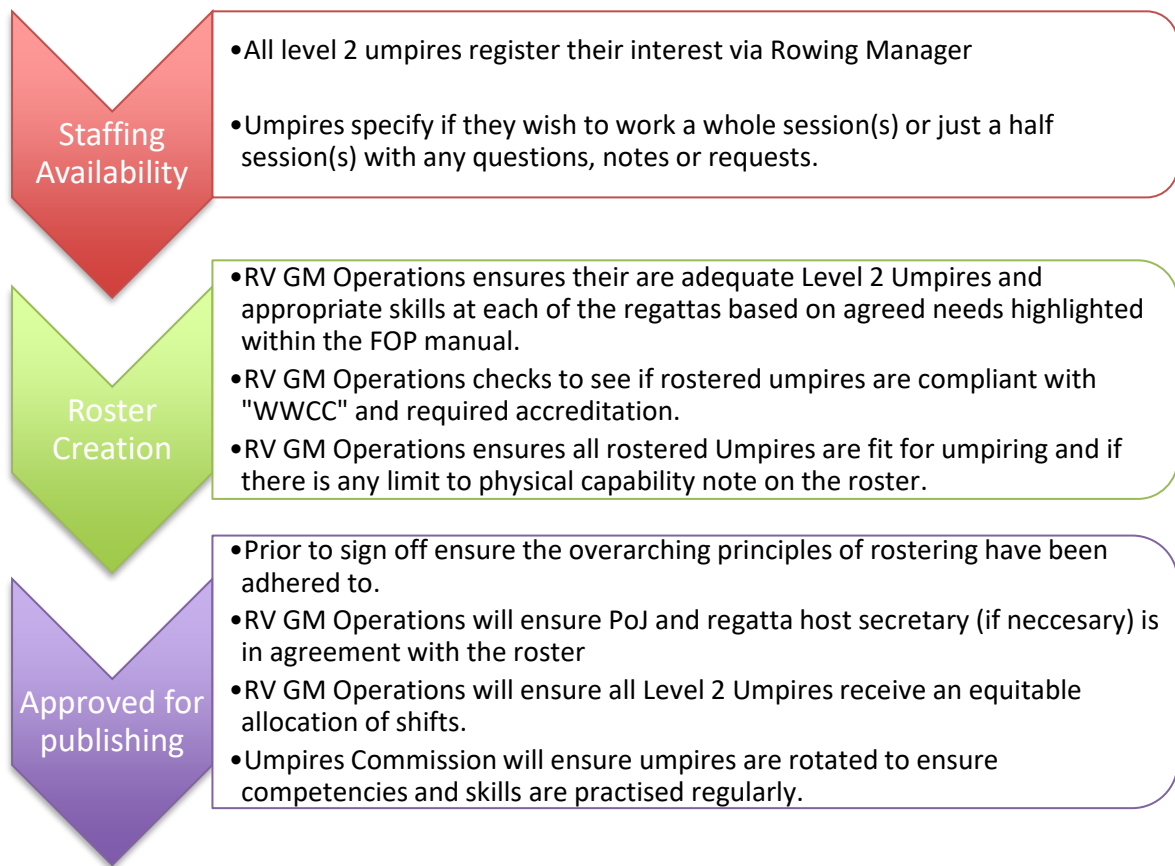 Staffing
Availability
•All level 2 umpires register their interest via Rowing Manager
•Umpires specify if they wish to work a whole session(s) or just a half
session(s) with any questions, notes or requests.
Roster
Creation
•RV GM Operations ensures their are adequate Level 2 Umpires and
appropriate skills at each of the regattas based on agreed needs highlighted
within the FOP manual.
•RV GM Operations checks to see if rostered umpires are compliant with
"WWCC" and required accreditation.
•RV GM Operations ensures all rostered Umpires are fit for umpiring and if
there is any limit to physical capability note on the roster.
Approved for
publishing
•Prior to sign off ensure the overarching principles of rostering have been
adhered to.
•RV GM Operations will ensure PoJ and regatta host secretary (if neccesary) is
in agreement with the roster
•RV GM Operations will ensure all Level 2 Umpires receive an equitable
allocation of shifts.
•Umpires Commission will ensure umpires are rotated to ensure
competencies and skills are practised regularly.